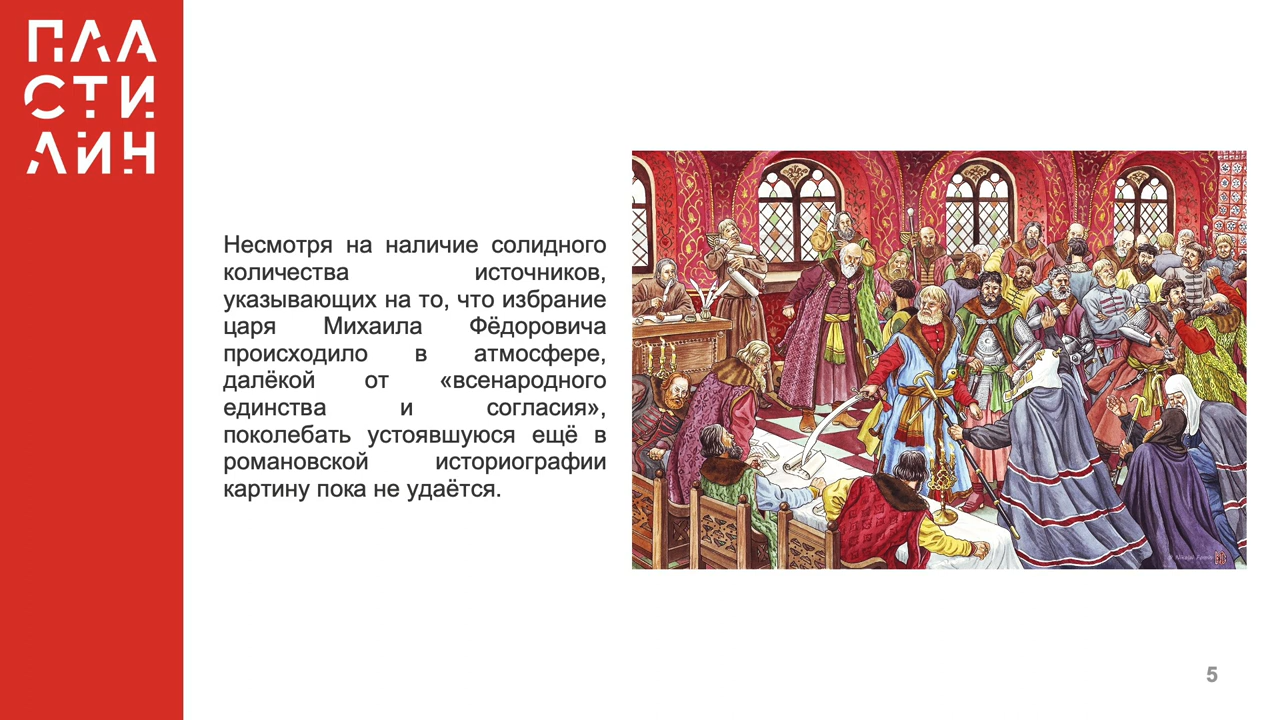 ПЛА
СТИ
ЛИН
Несмотря на наличие солидного
количества источников,
указывающих на то, что избрание
царя Михаила Фёдоровича
происходило в атмосфере,
далёкой от «всенародного
единства и согласия»,
поколебать устоявшуюся ещё в
романовской историографии
картину пока не удаётся.
5